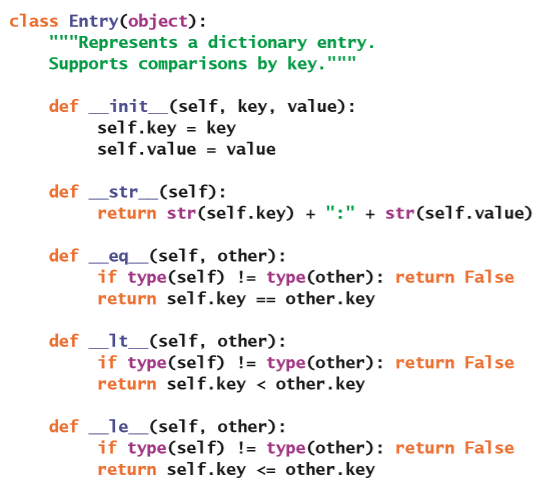 class Entry(object):
    """Represents a dictionary entry.
    Supports comparisons by key."""

    def __init__(self, key, value):
         self.key = key
         self.value = value

    def __str__(self):
         return str(self.key) + ":" + str(self.value)

    def __eq__(self, other):
         if type(self) != type(other): return False
         return self.key == other.key

    def __lt__(self, other):
         if type(self) != type(other): return False
         return self.key < other.key

    def __le__(self, other):
         if type(self) != type(other): return False
         return self.key <= other.key